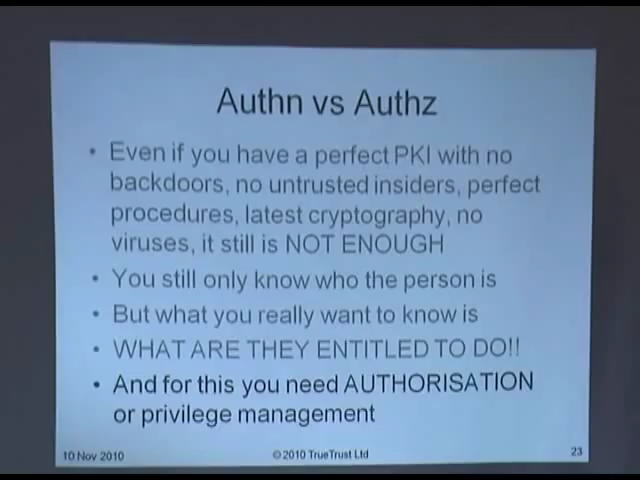 Authn vs Authz
• Even if you have a perfect PKI with no
backdoors, no untrusted insiders, perfect
procedures, latest cryptography, no
viruses, it still is NOT ENOUGH
• You still only know who the person is
• But what you really want to know is
• WHAT ARE THEY ENTITLED TO DO!!
• And for this you need AUTHORISATION
or privilege management
10 Nov 2010
© 2010 TrueTrust Ltd
23